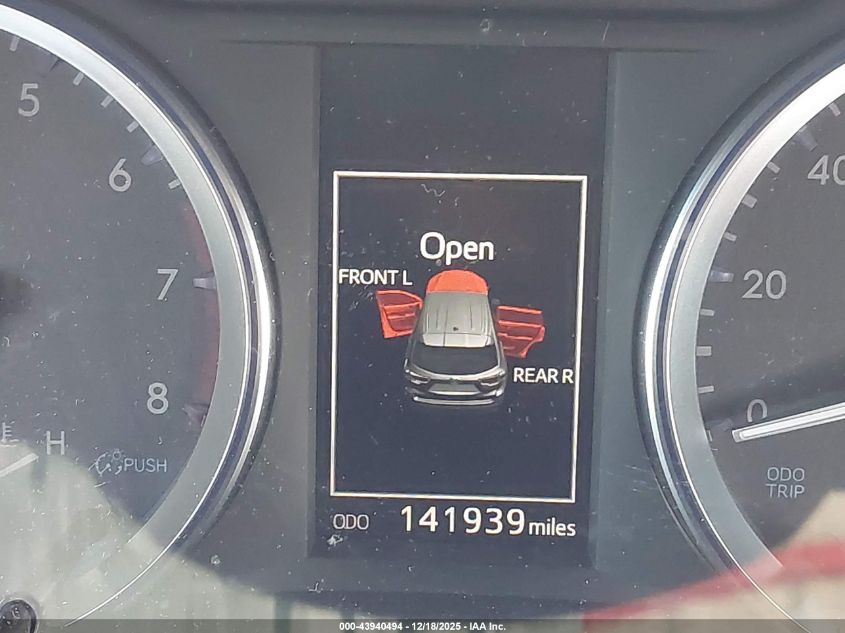 5
6
7
8
H
PUSH
Open
FRONT L
REAR R
ODO 141939 miles
40
20
0
ODO
TRIP
000-43940494 - 12/18/2025 - IAA Inc.